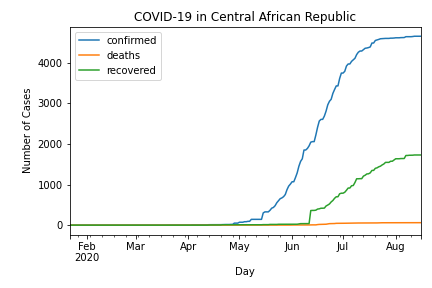 COVID-19 in Central African Republic
confirmed
deaths
recovered
Number of Cases
4000
3000
2000
1000
0
Feb Mar Apr May Jun Jul Aug
2020
Day